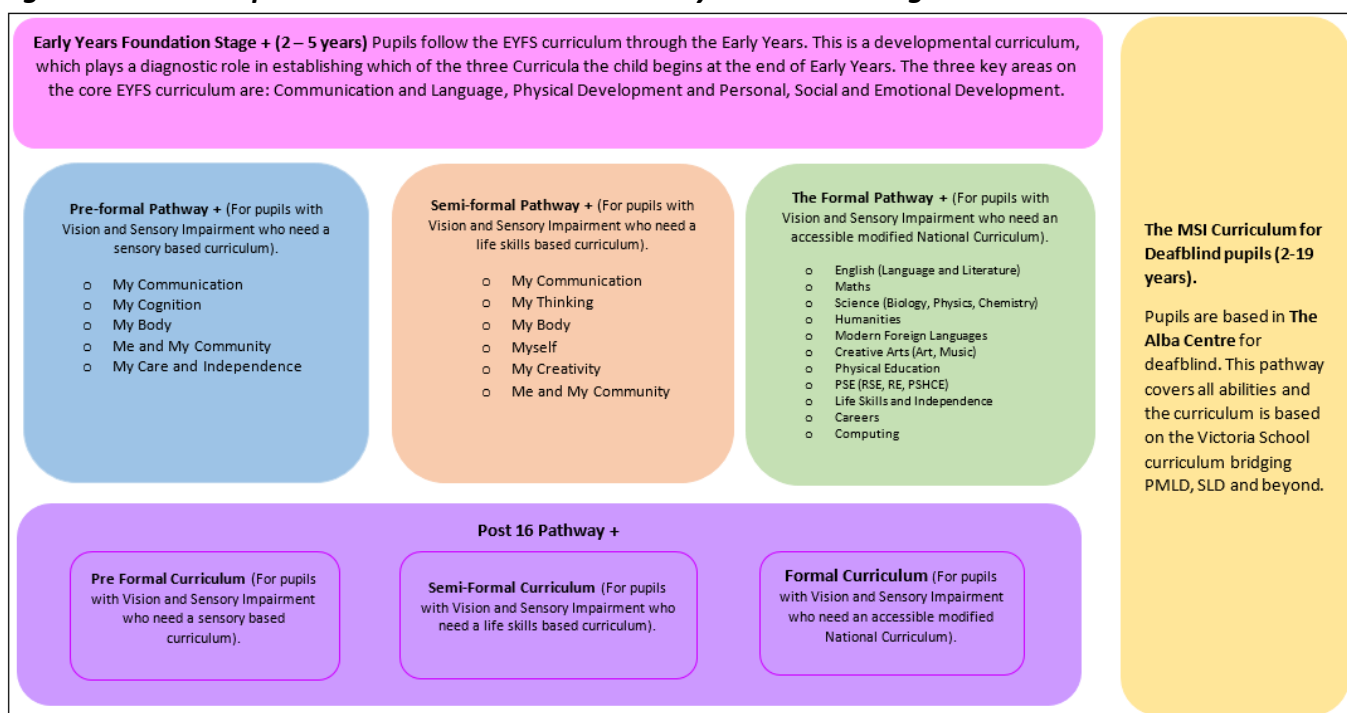 Early Years Foundation Stage + (2 – 5 years) Pupils follow the EYFS curriculum through the Early Years. This is a developmental curriculum,
which plays a diagnostic role in establishing which of the three Curricula the child begins at the end of Early Years. The three key areas on
the core EYFS curriculum are: Communication and Language, Physical Development and Personal, Social and Emotional Development.
Pre-formal Pathway + (For pupils with
Vision and Sensory Impairment who need a
sensory based curriculum).
o My Communication
o My Cognition
o My Body
o Me and My Community
o My Care and Independence
Semi-formal Pathway + (For pupils with
Vision and Sensory Impairment who need a
life skills based curriculum).
o My Communication
o My Thinking
o My Body
o Myself
o My Creativity
o Me and My Community
The Formal Pathway + (For pupils with
Vision and Sensory Impairment who need an
accessible modified National Curriculum).
o English (Language and Literature)
o Maths
o Science (Biology, Physics, Chemistry)
o Humanities
o Modern Foreign Languages
o Creative Arts (Art, Music)
o Physical Education
o PSE (RSE, RE, PSHCE)
o Life Skills and Independence
o Careers
o Computing
The MSI Curriculum for
Deafblind pupils (2-19
years).
Pupils are based in The
Alba Centre for
deafblind. This pathway
covers all abilities and
the curriculum is based
on the Victoria School
curriculum bridging
PMLD, SLD and beyond.
Post 16 Pathway +
Pre Formal Curriculum (For pupils
with Vision and Sensory Impairment
who need a sensory based
curriculum).
Semi-Formal Curriculum (For pupils
with Vision and Sensory Impairment who
need a life skills based curriculum).
Formal Curriculum (For pupils
with Vision and Sensory Impairment
who need an accessible modified
National Curriculum).